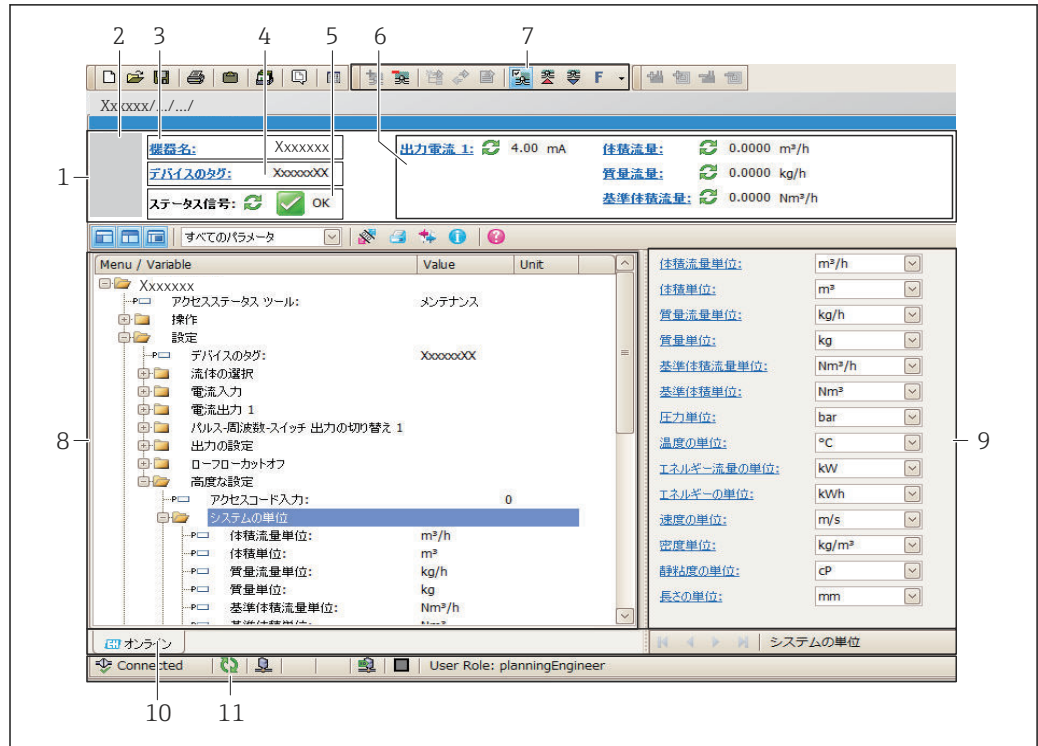 2 3 4 5 6 7
F
Xxxxxx/../../
1
機器名: Xxxxxxx
デバイスのタグ: XxxxxxXX
ステータス信号: OK
出力電流 1: 4.00 mA
体積流量: 0.0000 m³/h
質量流量: 0.0000 kg/h
基準体積流量: 0.0000 Nm³/h
すべてのパラメータ
8
Menu / Variable Value Unit
Xxxxxxx
アクセスステータス ツール: メンテナンス
操作
設定
デバイスのタグ: XxxxxxXX
流体の選択
電流入力
電流出力 1
パルス-周波数-スイッチ 出力の切り替え 1
出力の設定
ローフローカットオフ
高度な設定
アクセスコード入力: 0
システムの単位
体積流量単位: m³/h
体積単位: m³
質量流量単位: kg/h
質量単位: kg
基準体積流量単位: Nm³/h
基準体積単位: Nm³
9
体積流量単位: m³/h
体積単位: m³
質量流量単位: kg/h
質量単位: kg
基準体積流量単位: Nm³/h
基準体積単位: Nm³
圧力単位: bar
温度の単位: °C
エネルギー流量の単位: kW
エネルギーの単位: kWh
速度の単位: m/s
密度単位: kg/m³
静粘度の単位: cP
長さの単位: mm
オンライン
システムの単位
Connected User Role: planningEngineer
10 11